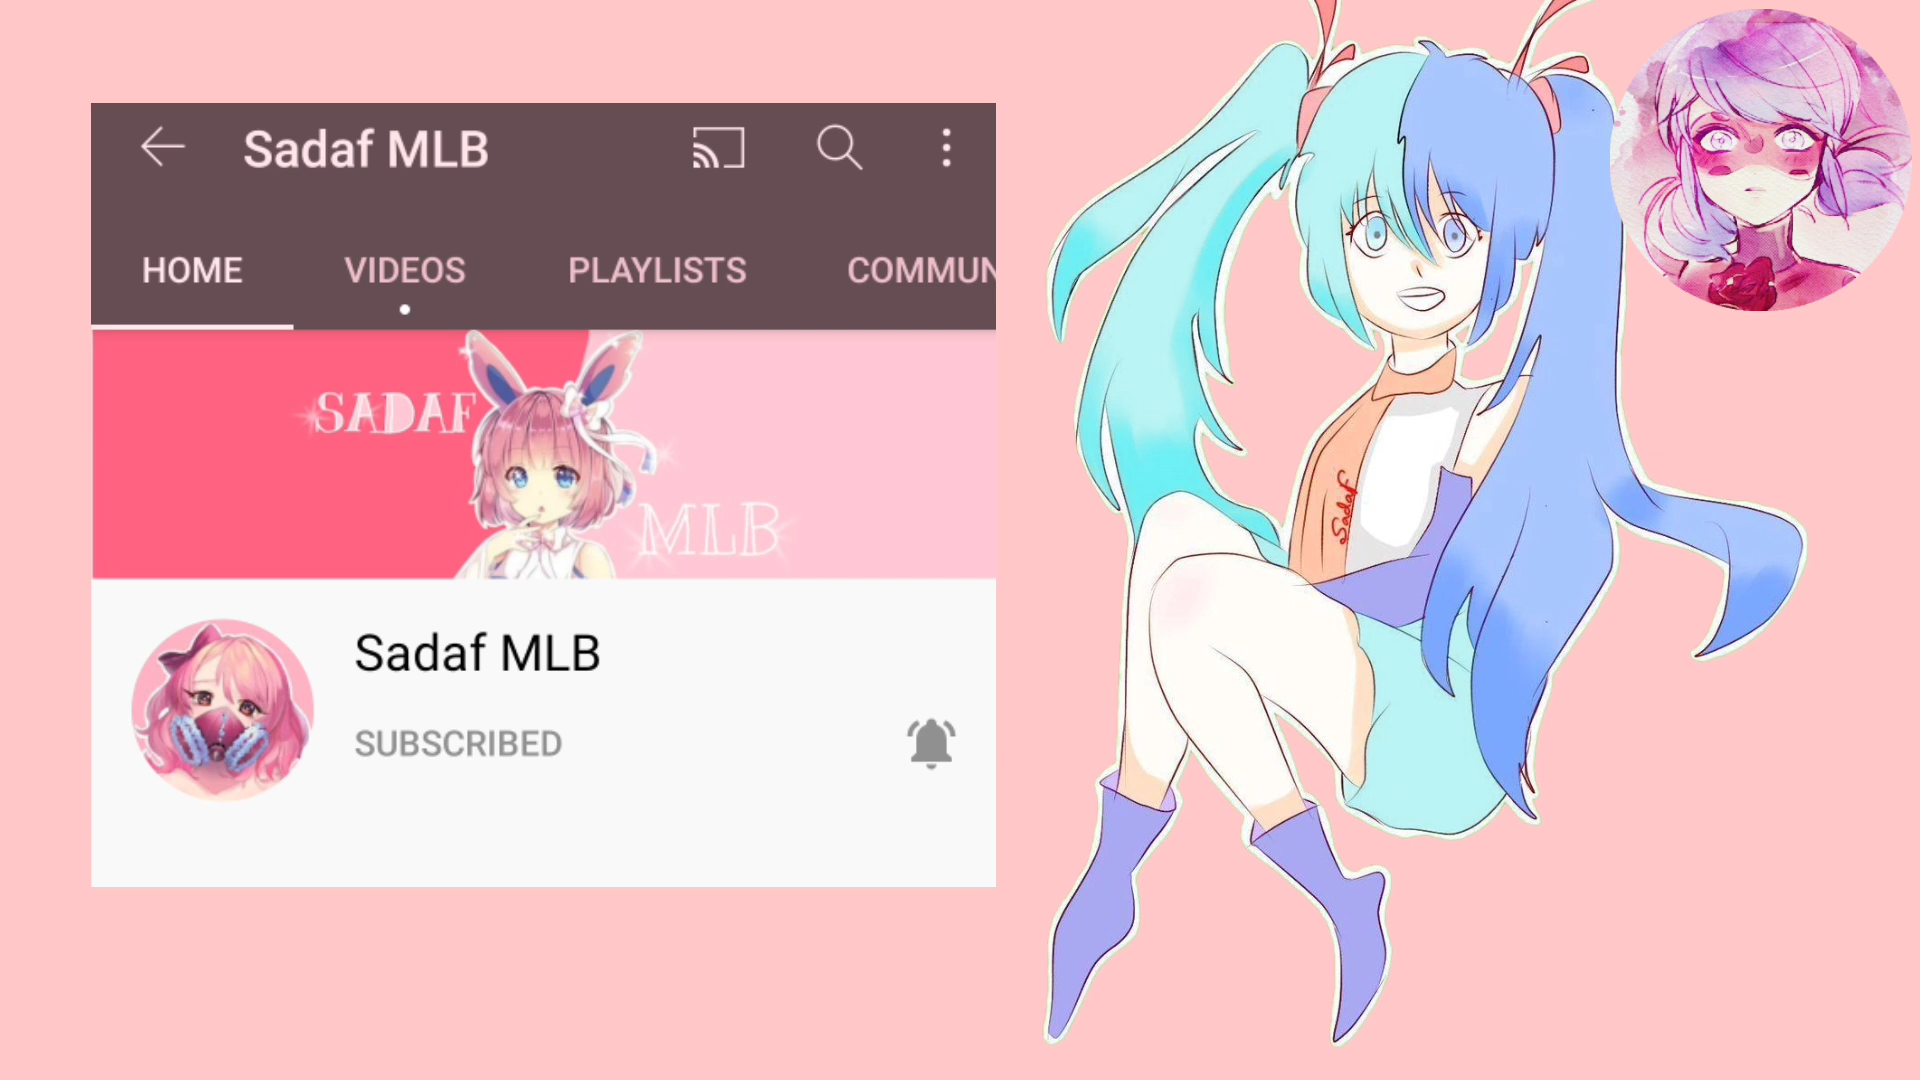 Sadaf MLB
HOME VIDEOS PLAYLISTS COMMUN
SADAF
MLB
Sadaf MLB
SUBSCRIBED
Sadaf